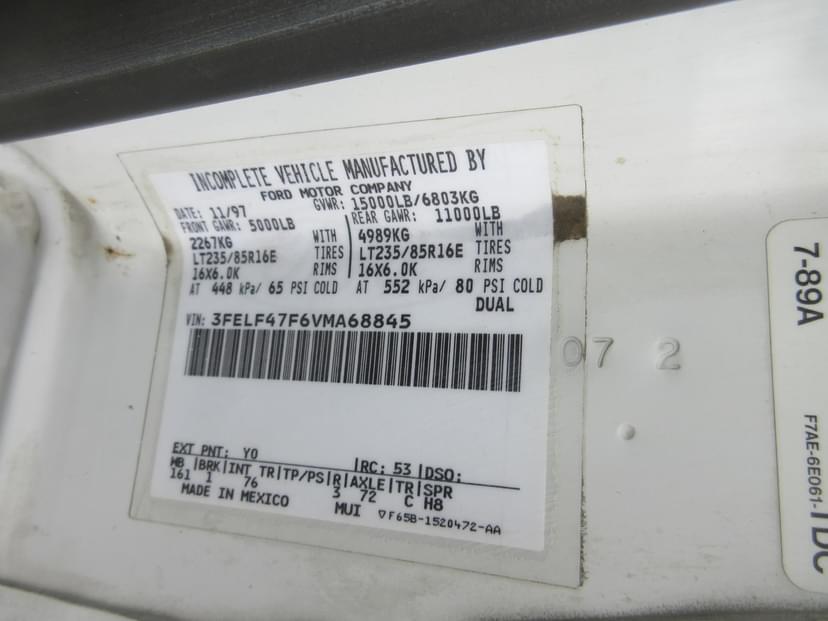 INCOMPLETE VEHICLE MANUFACTURED BY
FORD MOTOR COMPANY
DATE: 11/97 GVWR: 15000LB/6803KG
FRONT GAWR: 5000LB REAR GAWR: 11000LB
2267KG WITH 4989KG WITH
LT235/85R16E TIRES LT235/85R16E TIRES
16X6.0K RIMS 16X6.0K RIMS
AT 448 kPa/ 65 PSI COLD AT 552 kPa/ 80 PSI COLD
DUAL
VIN: 3FELF47F6VMA68845
EXT PNT: YO RC: 53 DSO:
WB BRK INT TR TP/PS R AXLE TR SPR
161 1 76 3 72 C H8
MADE IN MEXICO MUI ▽F65B-1520472-AA
07 2
7-89A
F7AE-6E061-TDC